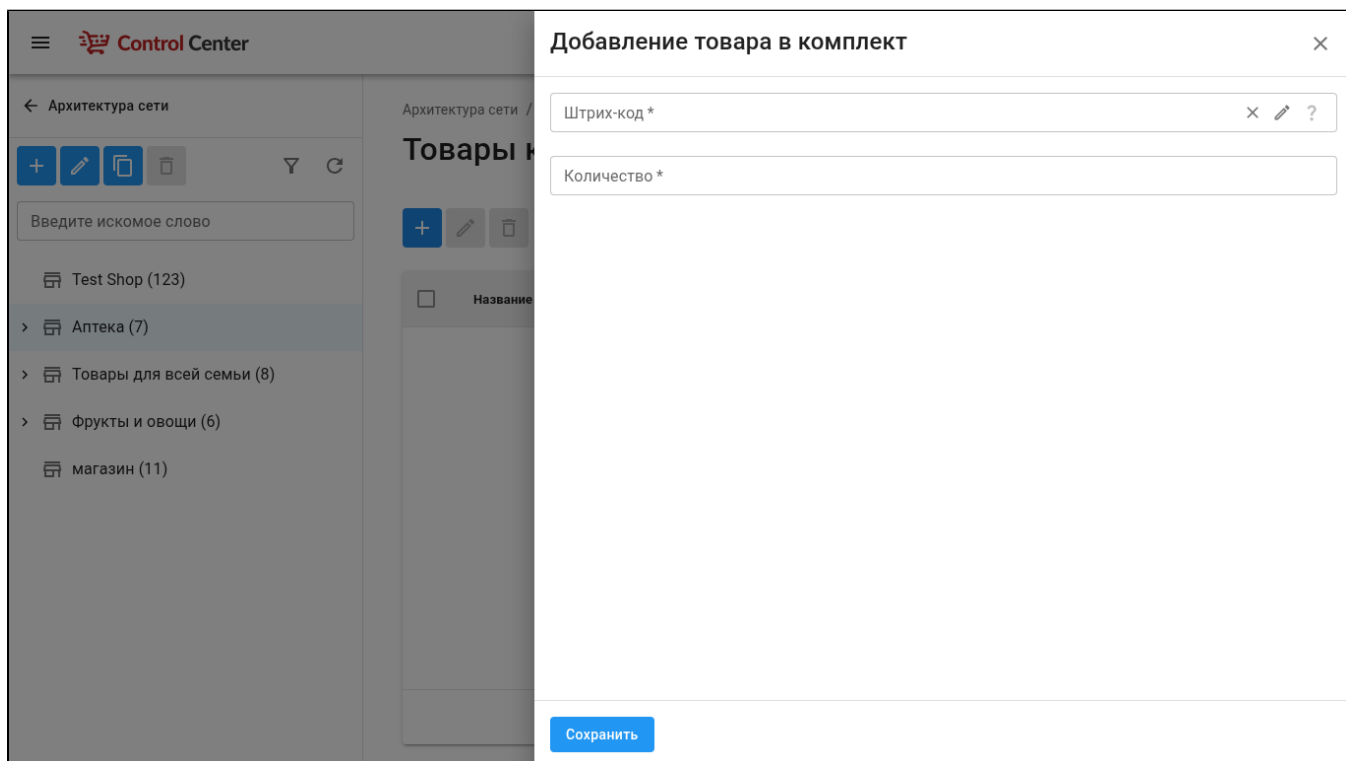 Control Center
Архитектура сети
Введите искомое слово
Test Shop (123)
Аптека (7)
Товары для всей семьи (8)
Фрукты и овощи (6)
магазин (11)
Архитектура сети /
Товары
Название
Добавление товара в комплект
Штрих-код *
?
Количество *
Сохранить